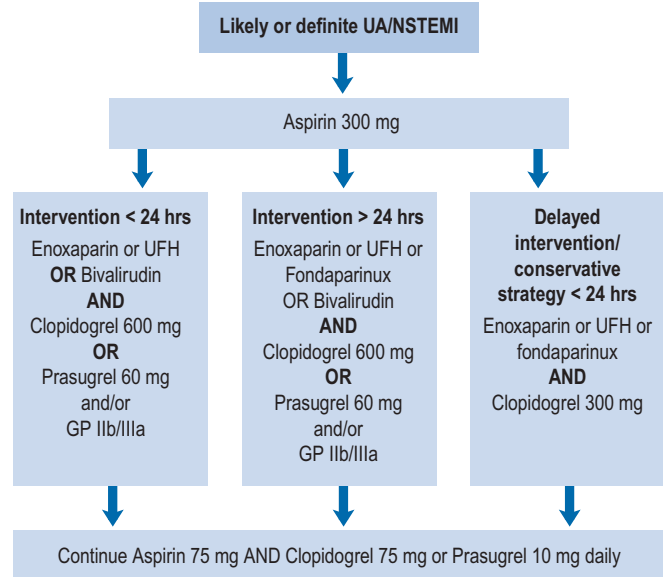 Likely or definite UA/NSTEMI
Aspirin 300 mg
Intervention < 24 hrs
Enoxaparin or UFH
OR Bivalirudin
AND
Clopidogrel 600 mg
OR
Prasugrel 60 mg
and/or
GP IIb/IIIa
Intervention > 24 hrs
Enoxaparin or UFH or
Fondaparinux
OR Bivalirudin
AND
Clopidogrel 600 mg
OR
Prasugrel 60 mg
and/or
GP IIb/IIIa
Delayed
intervention/
conservative
strategy < 24 hrs
Enoxaparin or UFH or
fondaparinux
AND
Clopidogrel 300 mg
Continue Aspirin 75 mg AND Clopidogrel 75 mg or Prasugrel 10 mg daily